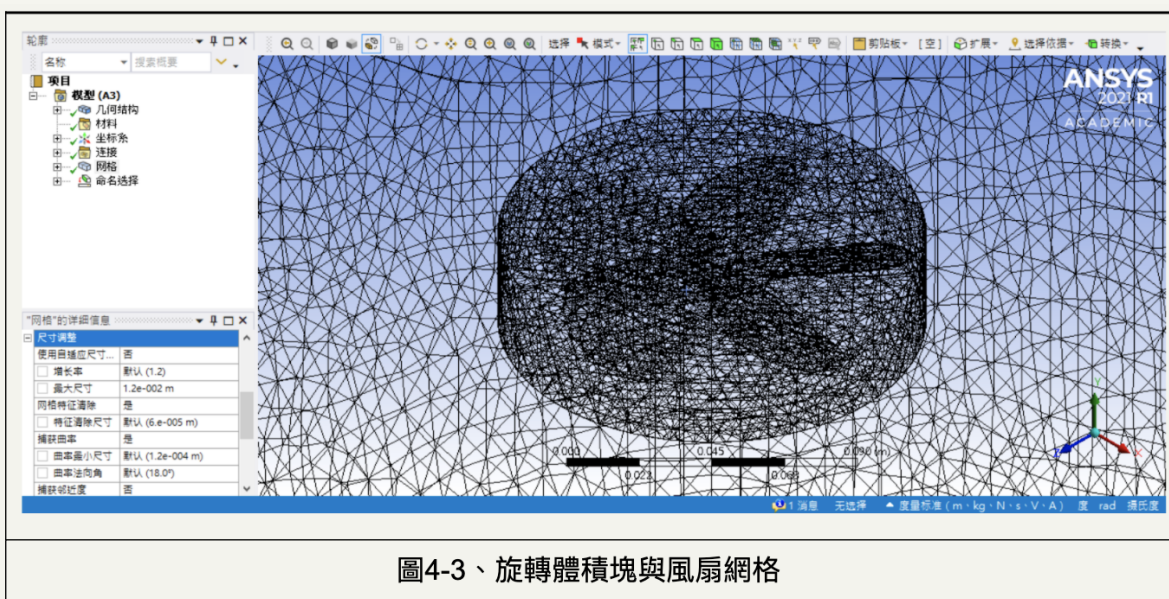 轮廓
名称 搜索概要
项目
模型 (A3)
几何结构
材料
坐标系
连接
网格
命名选择
选择 模式 剪贴板 [空] 扩展 选择依据 转换
ANSYS
2021 R1
ACADEMIC
"网格"的详细信息
尺寸调整
使用自适应尺寸... 否
增长率 默认 (1.2)
最大尺寸 1.2e-002 m
网格特征清除 是
特征清除尺寸 默认 (6.e-005 m)
捕获曲率 是
曲率最小尺寸 默认 (1.2e-004 m)
曲率法向角 默认 (18.0°)
捕获邻近度 否
0.000 0.045 0.090 (m)
0.022 0.068
Y
Z X
1 消息 无选择 度量标准 (m、kg、N、s、V、A) 度 rad 摄氏度
圖4-3、旋轉體積塊與風扇網格